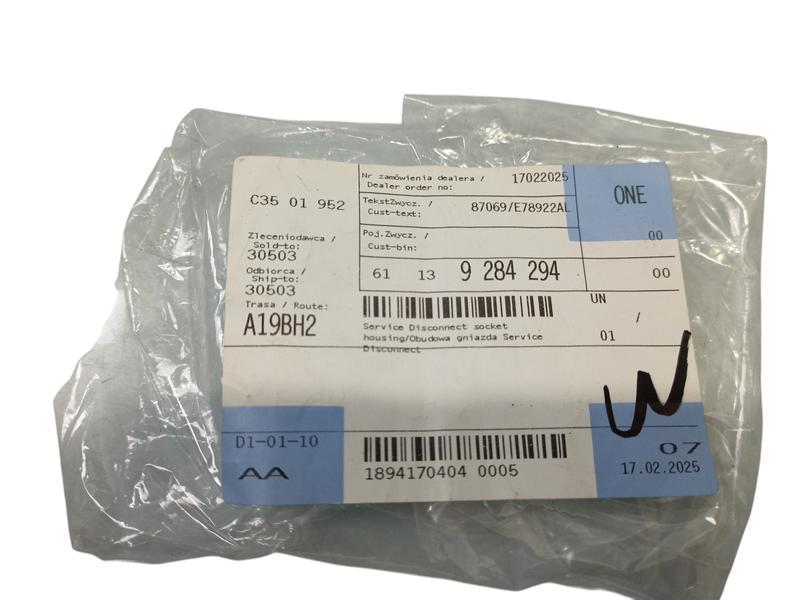 C35 01 952
Nr zamówienia dealera / 17022025
Dealer order no:
TekstZwycz. / 87069/E78922AL
Cust-text:
ONE
Zleceniodawca /
Sold-to:
30503
Poj.Zwycz. /
Cust-bin:
00
Odbiorca /
Ship-to:
30503
61 13 9 284 294
00
Trasa / Route:
A19BH2
UN
/
01
Service Disconnect socket
housing/Obudowa gniazda Service
Disconnect
W
D1-01-10
AA
1894170404 0005
07
17.02.2025